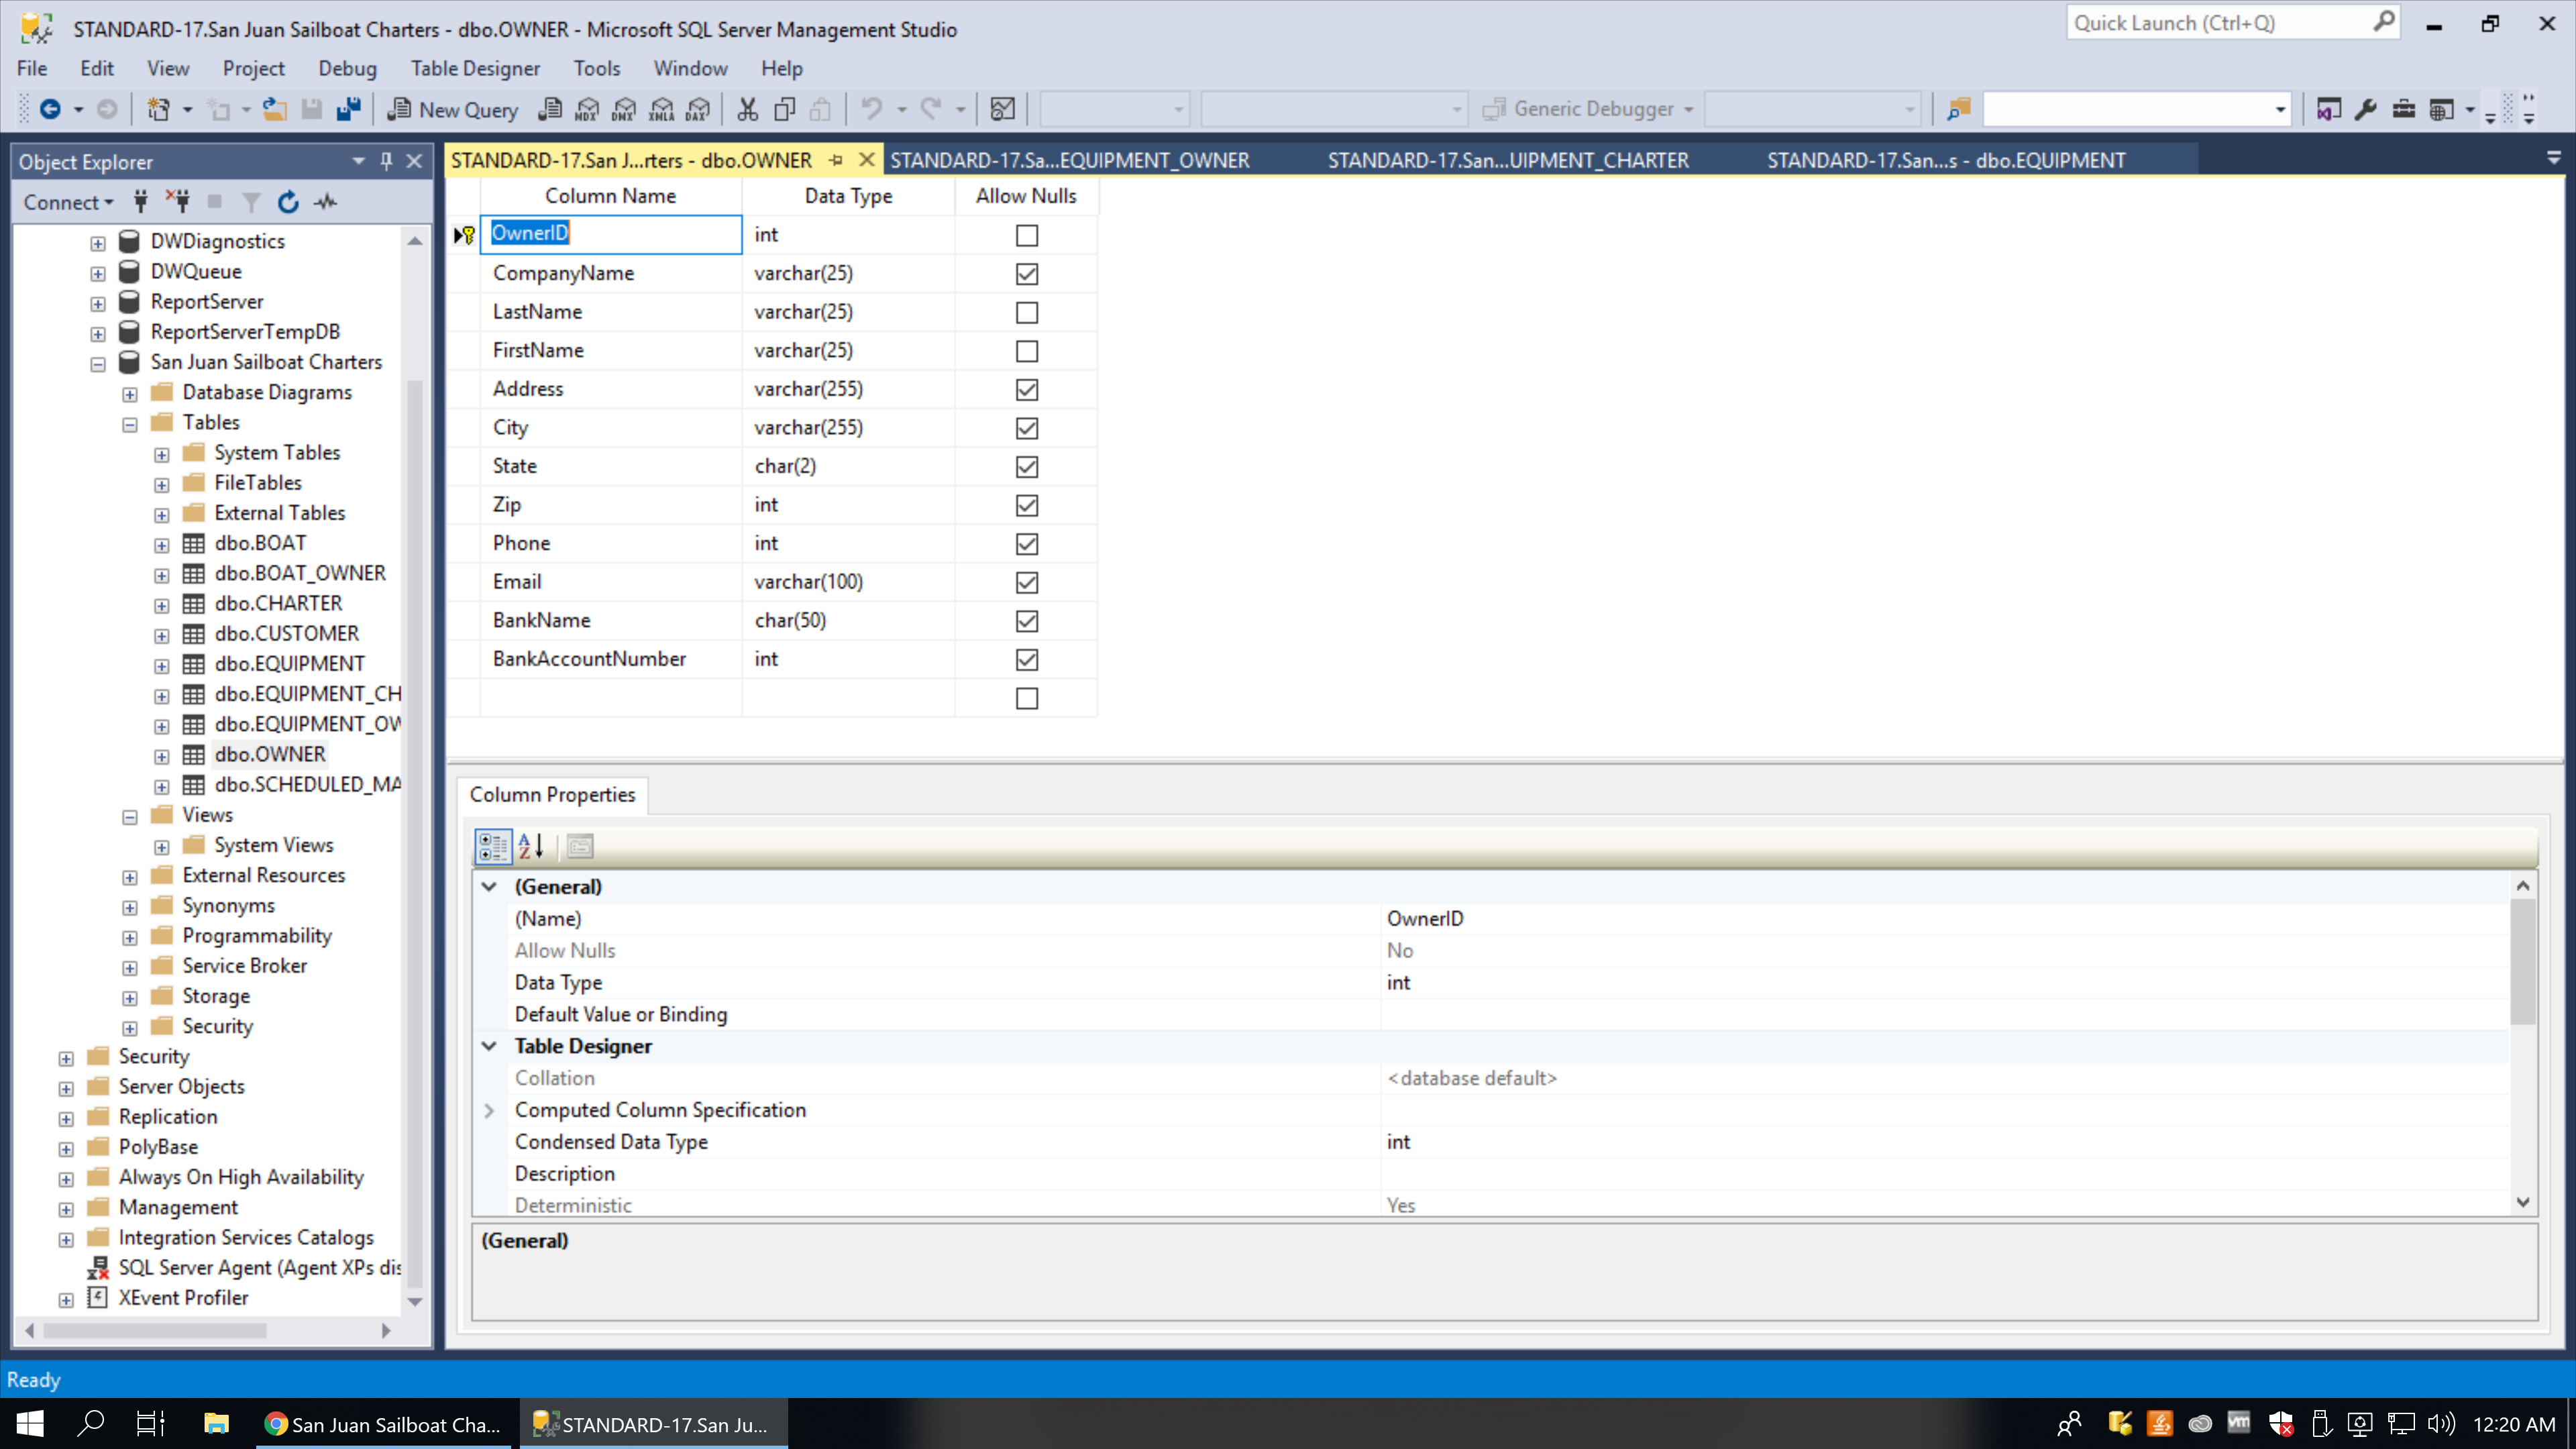 STANDARD-17.San Juan Sailboat Charters - dbo.OWNER - Microsoft SQL Server Management Studio
Quick Launch (Ctrl+Q)
File Edit View Project Debug Table Designer Tools Window Help
New Query MDX DMX XMLA DAX Generic Debugger
Object Explorer
Connect
DWDiagnostics
DWQueue
ReportServer
ReportServerTempDB
San Juan Sailboat Charters
Database Diagrams
Tables
System Tables
FileTables
External Tables
dbo.BOAT
dbo.BOAT_OWNER
dbo.CHARTER
dbo.CUSTOMER
dbo.EQUIPMENT
dbo.EQUIPMENT_CH
dbo.EQUIPMENT_OW
dbo.OWNER
dbo.SCHEDULED_MA
Views
System Views
External Resources
Synonyms
Programmability
Service Broker
Storage
Security
Security
Server Objects
Replication
PolyBase
Always On High Availability
Management
Integration Services Catalogs
SQL Server Agent (Agent XPs dis
XEvent Profiler
STANDARD-17.San J...rters - dbo.OWNER STANDARD-17.Sa...EQUIPMENT_OWNER STANDARD-17.San...UIPMENT_CHARTER STANDARD-17.San...s - dbo.EQUIPMENT
Column Name Data Type Allow Nulls
OwnerID int
CompanyName varchar(25)
LastName varchar(25)
FirstName varchar(25)
Address varchar(255)
City varchar(255)
State char(2)
Zip int
Phone int
Email varchar(100)
BankName char(50)
BankAccountNumber int
Column Properties
(General)
(Name) OwnerID
Allow Nulls No
Data Type int
Default Value or Binding
Table Designer
Collation <database default>
Computed Column Specification
Condensed Data Type int
Description
Deterministic Yes
(General)
Ready
San Juan Sailboat Cha... STANDARD-17.San Ju... vm 12:20 AM